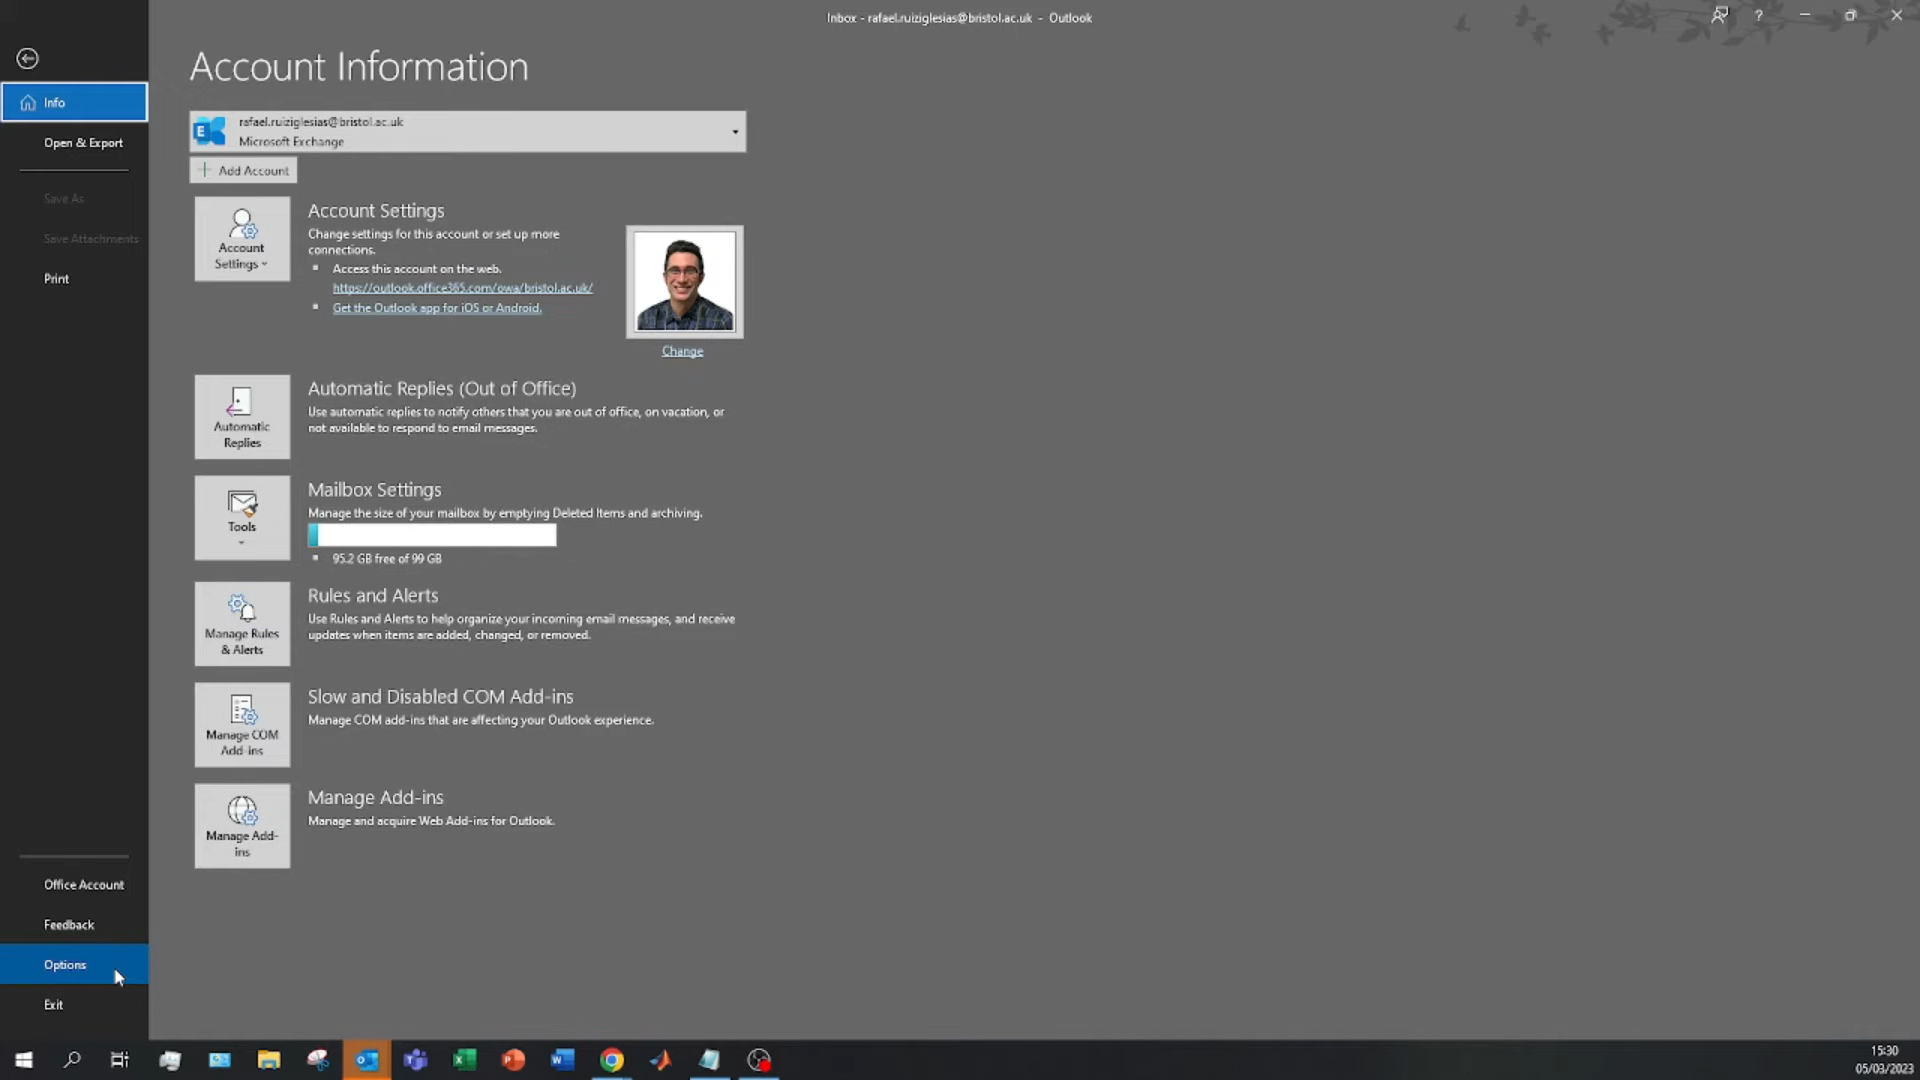 Inbox - rafael.ruiziglesias@bristol.ac.uk - Outlook
?
Info
Open & Export
Save As
Save Attachments
Print
Office Account
Feedback
Options
Exit
Account Information
E
rafael.ruiziglesias@bristol.ac.uk
Microsoft Exchange
Add Account
Account
Settings
Account Settings
Change settings for this account or set up more
connections.
Access this account on the web.
https://outlook.office365.com/owa/bristol.ac.uk/
Get the Outlook app for iOS or Android.
Change
Automatic
Replies
Automatic Replies (Out of Office)
Use automatic replies to notify others that you are out of office, on vacation, or
not available to respond to email messages.
Tools
Mailbox Settings
Manage the size of your mailbox by emptying Deleted Items and archiving.
95.2 GB free of 99 GB
Manage Rules
& Alerts
Rules and Alerts
Use Rules and Alerts to help organize your incoming email messages, and receive
updates when items are added, changed, or removed.
Manage COM
Add-ins
Slow and Disabled COM Add-ins
Manage COM add-ins that are affecting your Outlook experience.
Manage Add-
ins
Manage Add-ins
Manage and acquire Web Add-ins for Outlook.
15:30
05/03/2023